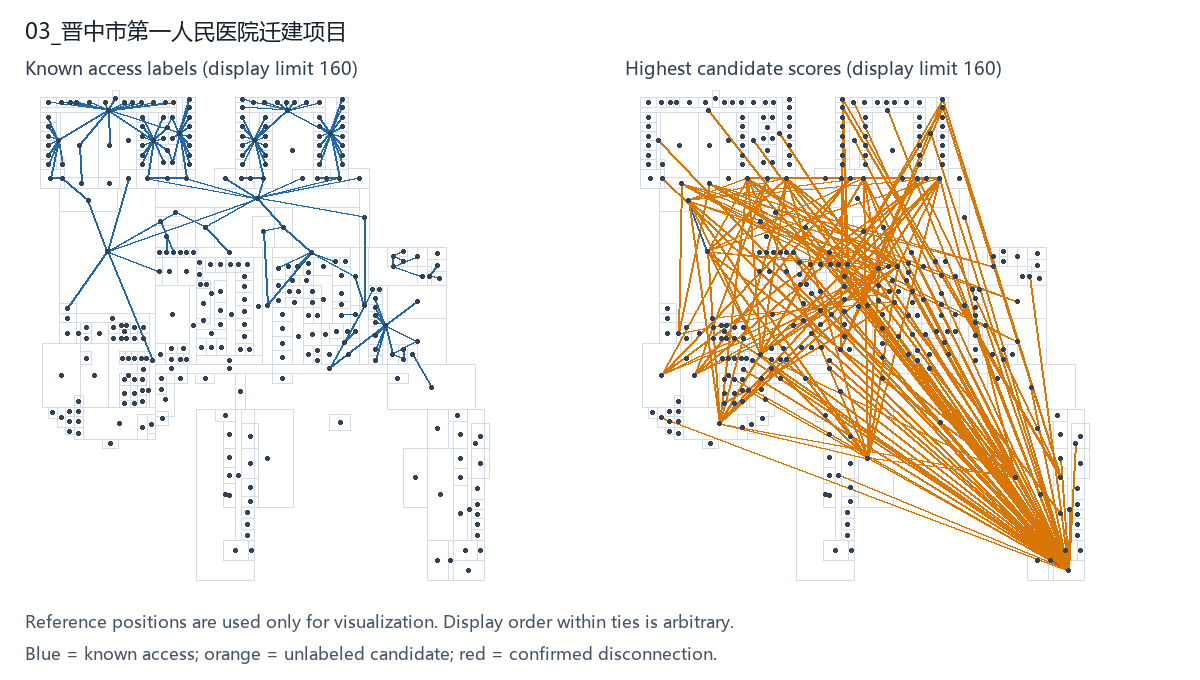 03_晋中市第一人民医院迁建项目
Known access labels (display limit 160)
Highest candidate scores (display limit 160)
Reference positions are used only for visualization. Display order within ties is arbitrary.
Blue = known access; orange = unlabeled candidate; red = confirmed disconnection.